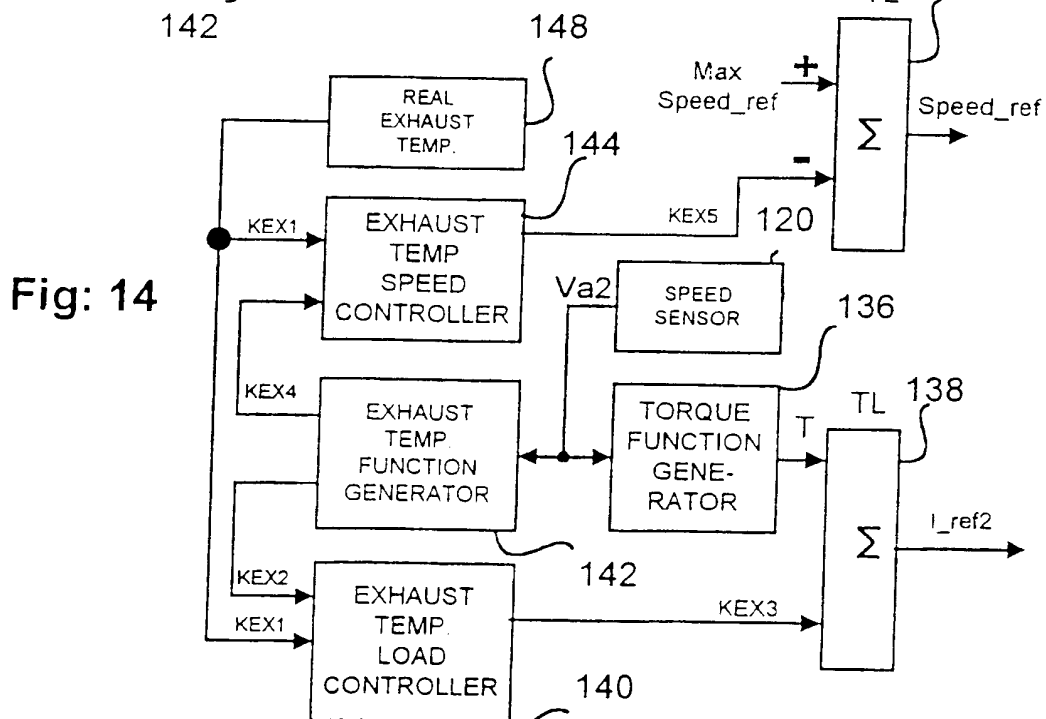 142
148
REAL
EXHAUST
TEMP.
Max
Speed_ref
+
-
Σ
Speed_ref
144
KEX1
EXHAUST
TEMP
SPEED
CONTROLLER
KEX5
120
Fig: 14
Va2
SPEED
SENSOR
136
KEX4
EXHAUST
TEMP.
FUNCTION
GENERATOR
TORQUE
FUNCTION
GENE-
RATOR
T
TL
138
Σ
I_ref2
142
KEX2
KEX1
EXHAUST
TEMP.
LOAD
CONTROLLER
KEX3
140